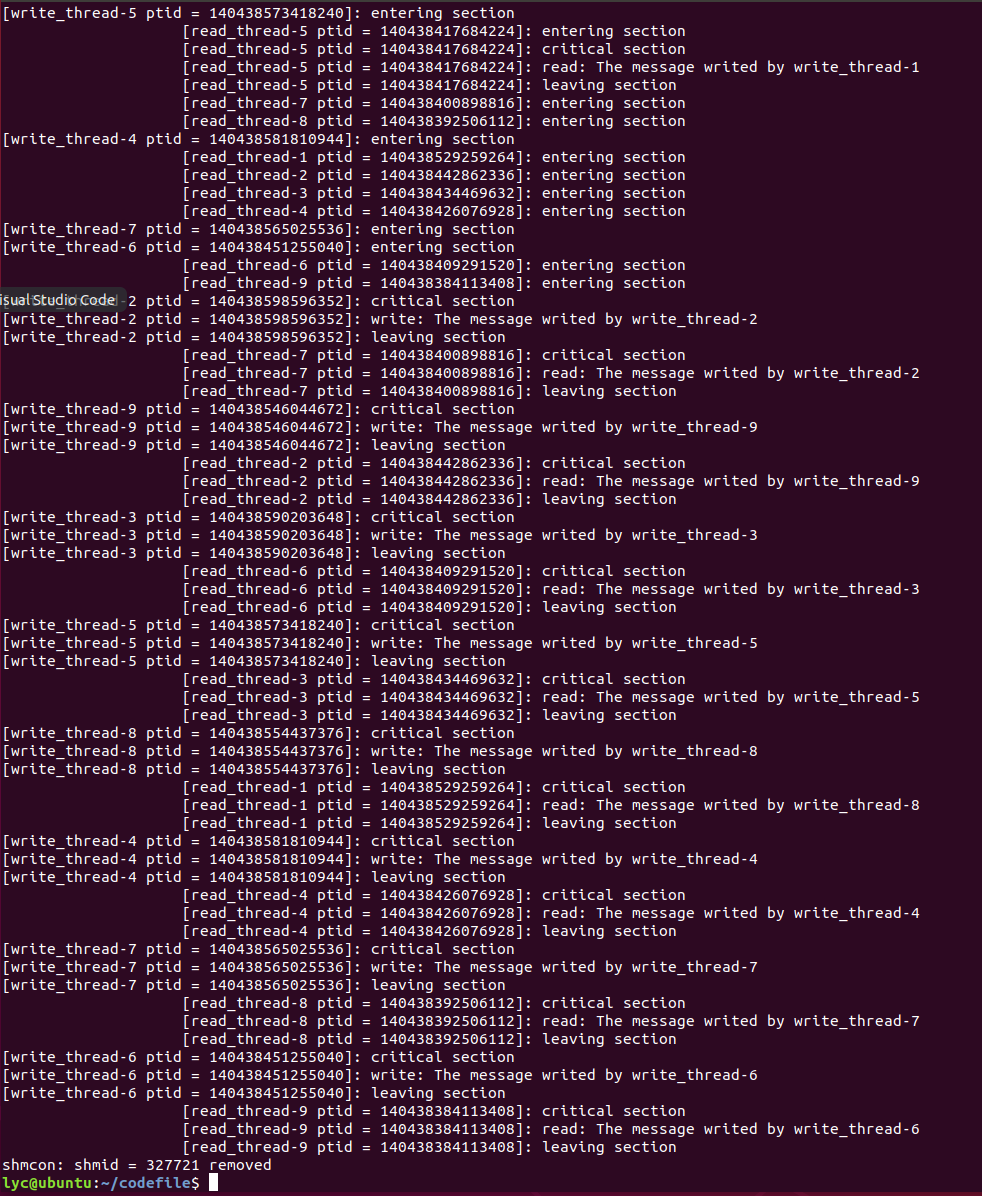 [write_thread-5 ptid = 140438573418240]: entering section
[read_thread-5 ptid = 140438417684224]: entering section
[read_thread-5 ptid = 140438417684224]: critical section
[read_thread-5 ptid = 140438417684224]: read: The message writed by write_thread-1
[read_thread-5 ptid = 140438417684224]: leaving section
[read_thread-7 ptid = 140438400898816]: entering section
[read_thread-8 ptid = 140438392506112]: entering section
[write_thread-4 ptid = 140438581810944]: entering section
[read_thread-1 ptid = 140438529259264]: entering section
[read_thread-2 ptid = 140438442862336]: entering section
[read_thread-3 ptid = 140438434469632]: entering section
[read_thread-4 ptid = 140438426076928]: entering section
[write_thread-7 ptid = 140438565025536]: entering section
[write_thread-6 ptid = 140438451255040]: entering section
[read_thread-6 ptid = 140438409291520]: entering section
[read_thread-9 ptid = 140438384113408]: entering section
isual Studio Code -2 ptid = 140438598596352]: critical section
[write_thread-2 ptid = 140438598596352]: write: The message writed by write_thread-2
[write_thread-2 ptid = 140438598596352]: leaving section
[read_thread-7 ptid = 140438400898816]: critical section
[read_thread-7 ptid = 140438400898816]: read: The message writed by write_thread-2
[read_thread-7 ptid = 140438400898816]: leaving section
[write_thread-9 ptid = 140438546044672]: critical section
[write_thread-9 ptid = 140438546044672]: write: The message writed by write_thread-9
[write_thread-9 ptid = 140438546044672]: leaving section
[read_thread-2 ptid = 140438442862336]: critical section
[read_thread-2 ptid = 140438442862336]: read: The message writed by write_thread-9
[read_thread-2 ptid = 140438442862336]: leaving section
[write_thread-3 ptid = 140438590203648]: critical section
[write_thread-3 ptid = 140438590203648]: write: The message writed by write_thread-3
[write_thread-3 ptid = 140438590203648]: leaving section
[read_thread-6 ptid = 140438409291520]: critical section
[read_thread-6 ptid = 140438409291520]: read: The message writed by write_thread-3
[read_thread-6 ptid = 140438409291520]: leaving section
[write_thread-5 ptid = 140438573418240]: critical section
[write_thread-5 ptid = 140438573418240]: write: The message writed by write_thread-5
[write_thread-5 ptid = 140438573418240]: leaving section
[read_thread-3 ptid = 140438434469632]: critical section
[read_thread-3 ptid = 140438434469632]: read: The message writed by write_thread-5
[read_thread-3 ptid = 140438434469632]: leaving section
[write_thread-8 ptid = 140438554437376]: critical section
[write_thread-8 ptid = 140438554437376]: write: The message writed by write_thread-8
[write_thread-8 ptid = 140438554437376]: leaving section
[read_thread-1 ptid = 140438529259264]: critical section
[read_thread-1 ptid = 140438529259264]: read: The message writed by write_thread-8
[read_thread-1 ptid = 140438529259264]: leaving section
[write_thread-4 ptid = 140438581810944]: critical section
[write_thread-4 ptid = 140438581810944]: write: The message writed by write_thread-4
[write_thread-4 ptid = 140438581810944]: leaving section
[read_thread-4 ptid = 140438426076928]: critical section
[read_thread-4 ptid = 140438426076928]: read: The message writed by write_thread-4
[read_thread-4 ptid = 140438426076928]: leaving section
[write_thread-7 ptid = 140438565025536]: critical section
[write_thread-7 ptid = 140438565025536]: write: The message writed by write_thread-7
[write_thread-7 ptid = 140438565025536]: leaving section
[read_thread-8 ptid = 140438392506112]: critical section
[read_thread-8 ptid = 140438392506112]: read: The message writed by write_thread-7
[read_thread-8 ptid = 140438392506112]: leaving section
[write_thread-6 ptid = 140438451255040]: critical section
[write_thread-6 ptid = 140438451255040]: write: The message writed by write_thread-6
[write_thread-6 ptid = 140438451255040]: leaving section
[read_thread-9 ptid = 140438384113408]: critical section
[read_thread-9 ptid = 140438384113408]: read: The message writed by write_thread-6
[read_thread-9 ptid = 140438384113408]: leaving section
shmcon: shmid = 327721 removed
lyc@ubuntu:~/codefile$